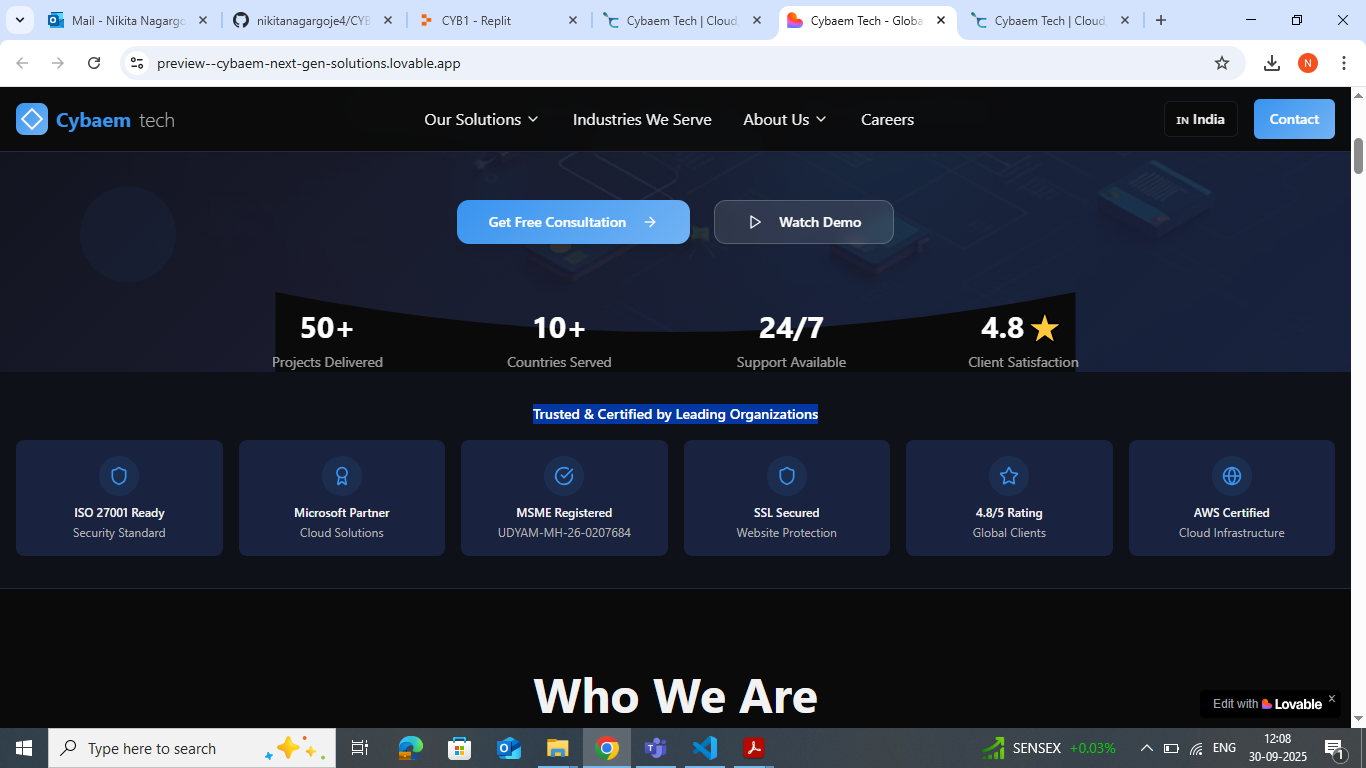 Mail - Nikita Nagargo
nikitanagargoje4/CYB
CYB1 - Replit
Cybaem Tech | Cloud,
Cybaem Tech - Globa
Cybaem Tech | Cloud,
preview--cybaem-next-gen-solutions.lovable.app
N
Cybaem tech
Our Solutions
Industries We Serve
About Us
Careers
IN India
Contact
Get Free Consultation
Watch Demo
50+
10+
24/7
4.8
Projects Delivered
Countries Served
Support Available
Client Satisfaction
Trusted & Certified by Leading Organizations
ISO 27001 Ready
Security Standard
Microsoft Partner
Cloud Solutions
MSME Registered
UDYAM-MH-26-0207684
SSL Secured
Website Protection
4.8/5 Rating
Global Clients
AWS Certified
Cloud Infrastructure
Who We Are
Edit with Lovable
Type here to search
SENSEX +0.03%
ENG
12:08
30-09-2025
1